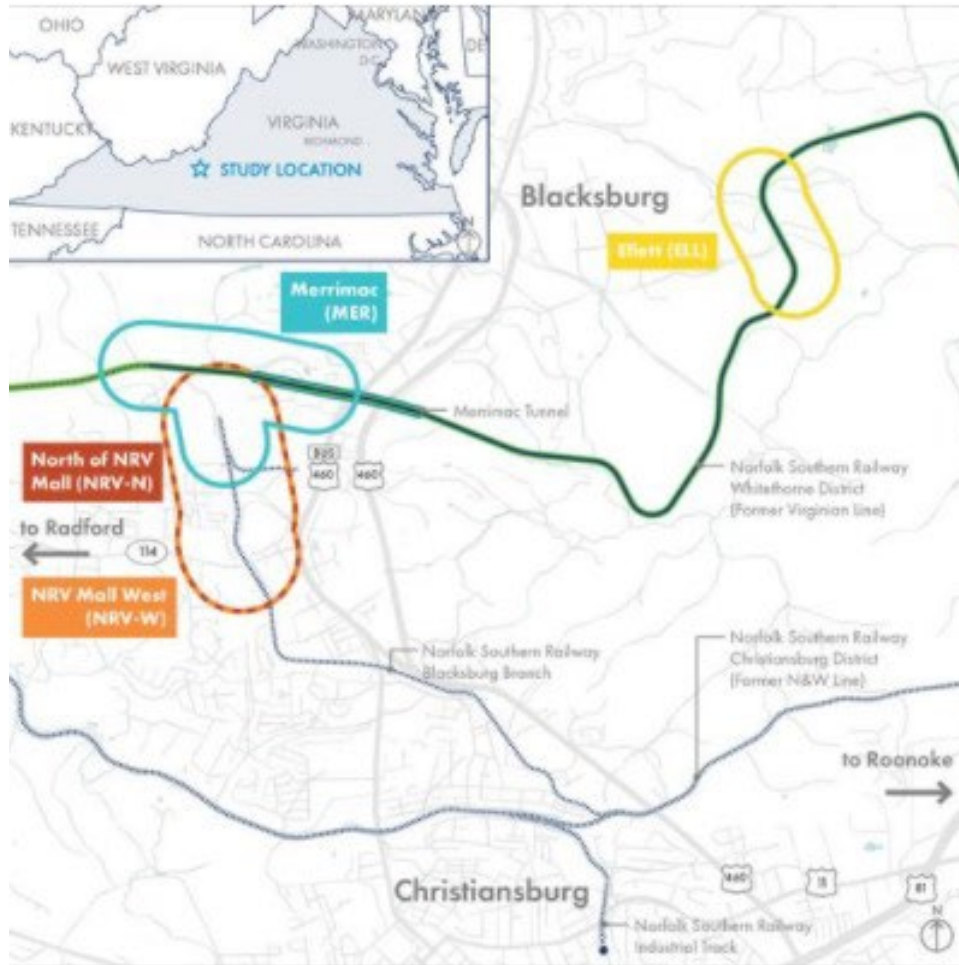 OHIO
MARYLAND
WASHINGTON
D.C.
DE
WEST VIRGINIA
KENTUCKY
VIRGINIA
RICHMOND
STUDY LOCATION
TENNESSEE
NORTH CAROLINA
Blacksburg
Ellett (ELL)
Merrimac
(MER)
Merrimac Tunnel
North of NRV
Mall (NRV-N)
BUS
460
460
Norfolk Southern Railway
Whitethorne District
(Former Virginian Line)
to Radford
114
NRV Mall West
(NRV-W)
Norfolk Southern Railway
Blacksburg Branch
Norfolk Southern Railway
Christiansburg District
(Former N&W Line)
to Roanoke
Christiansburg
460
11
81
N
Norfolk Southern Railway
Industrial Track